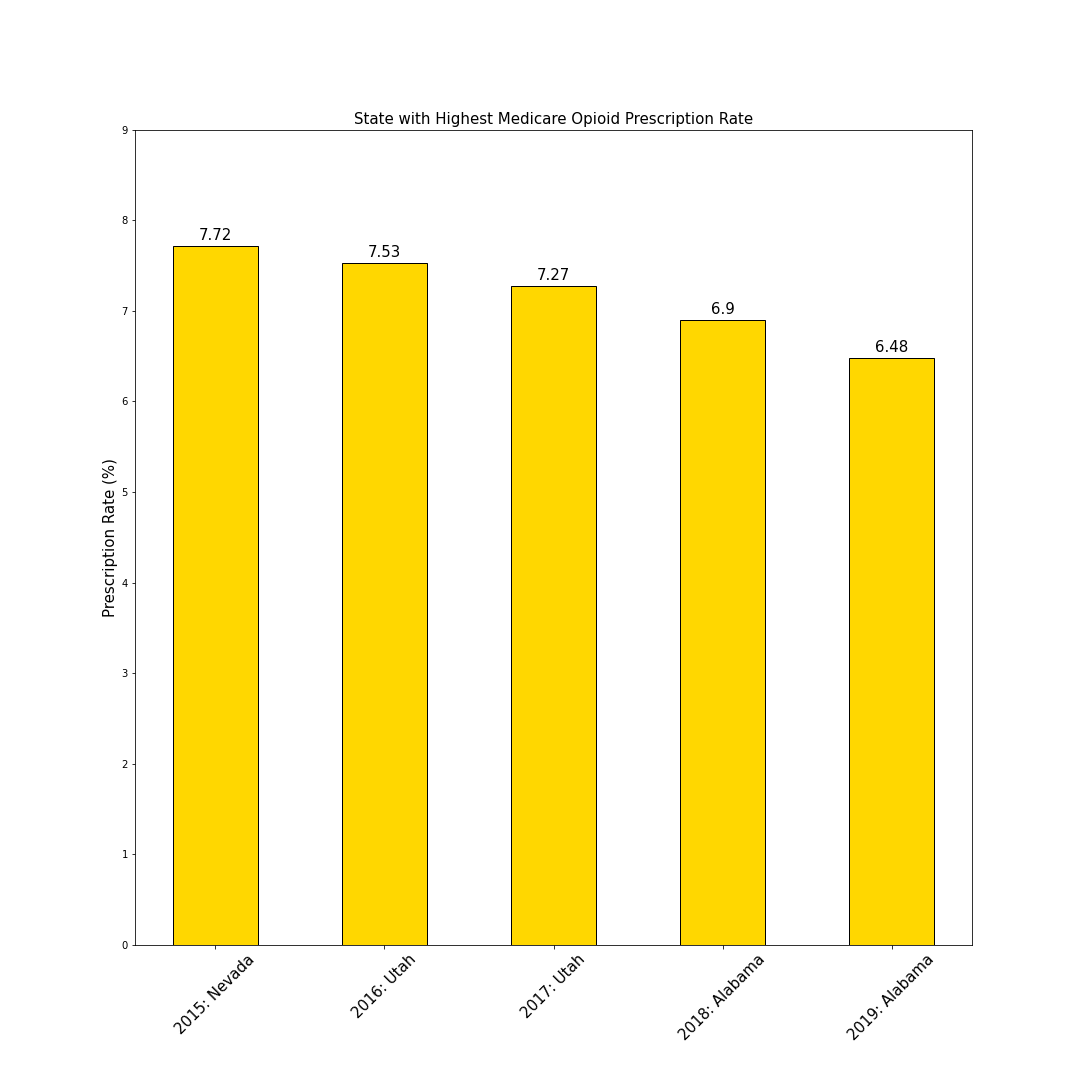 State with Highest Medicare Opioid Prescription Rate
Prescription Rate (%)
9
8
7
6
5
4
3
2
1
0
7.72
7.53
7.27
6.9
6.48
2015: Nevada
2016: Utah
2017: Utah
2018: Alabama
2019: Alabama